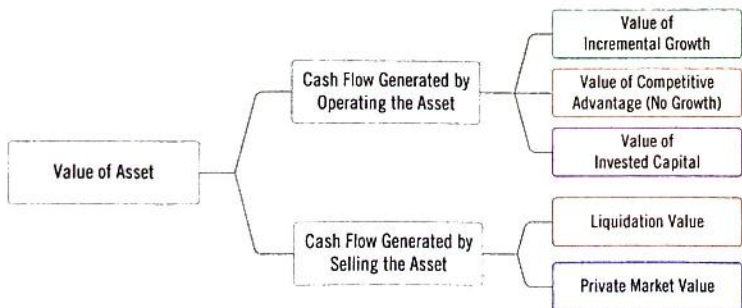 Value of Asset
Cash Flow Generated by
Operating the Asset
Value of
Incremental Growth
Value of Competitive
Advantage (No Growth)
Value of
Invested Capital
Cash Flow Generated by
Selling the Asset
Liquidation Value
Private Market Value